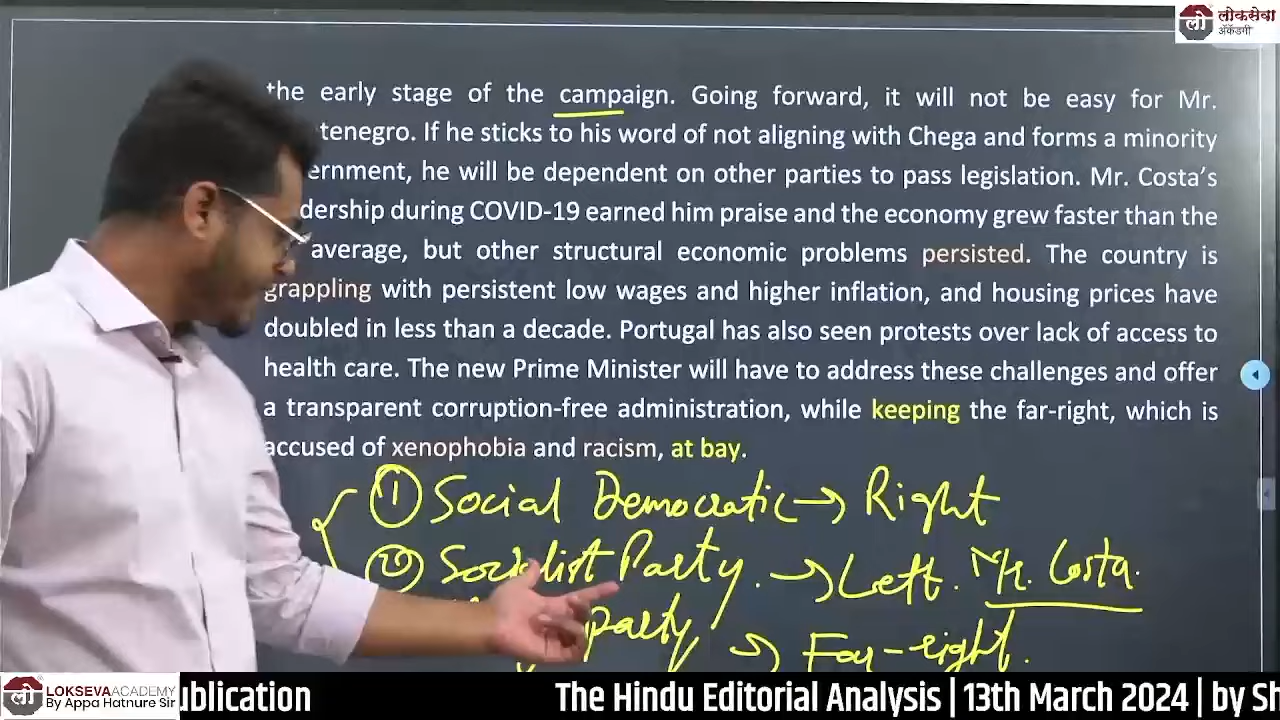 लोकसेवा
ॲकॅडमी
the early stage of the campaign. Going forward, it will not be easy for Mr.
tenegro. If he sticks to his word of not aligning with Chega and forms a minority
ernment, he will be dependent on other parties to pass legislation. Mr. Costa's
dership during COVID-19 earned him praise and the economy grew faster than the
average, but other structural economic problems persisted. The country is
grappling with persistent low wages and higher inflation, and housing prices have
doubled in less than a decade. Portugal has also seen protests over lack of access to
health care. The new Prime Minister will have to address these challenges and offer
a transparent corruption-free administration, while keeping the far-right, which is
accused of xenophobia and racism, at bay.
① Social Democratic → Right
② Socialist Party. → Left. Mr. Costa.
party → Far-right.
ली LOKSEVA ACADEMY
By Appa Hatnure Sir
ublication The Hindu Editorial Analysis | 13th March 2024 | by Sh